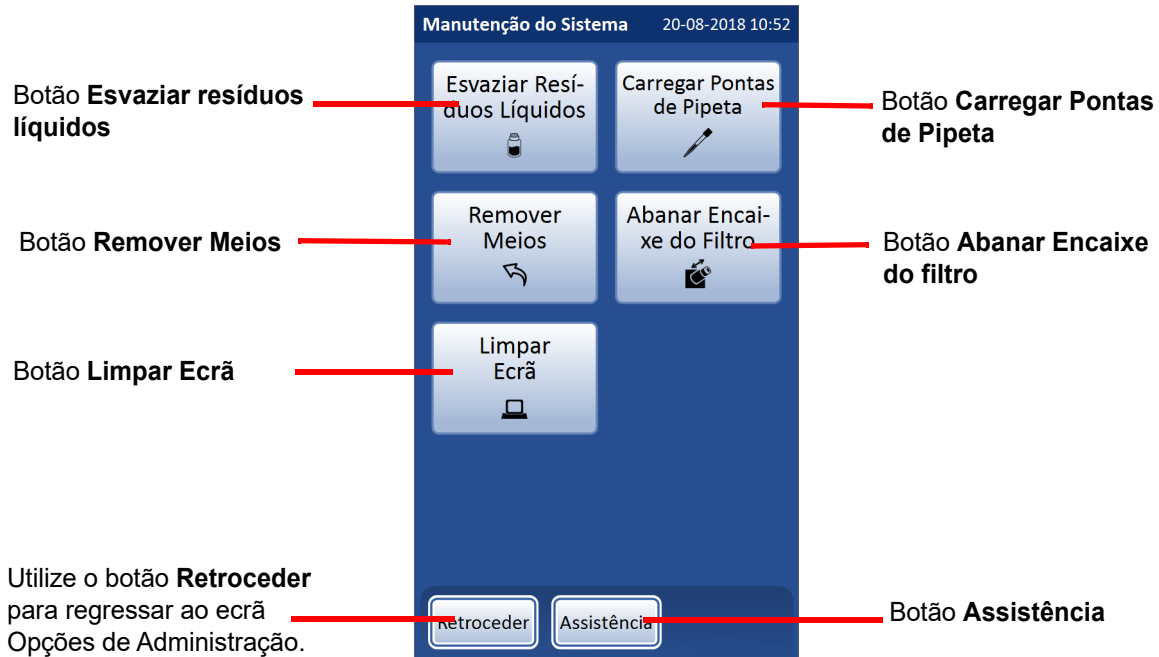 Manutenção do Sistema 20-08-2018 10:52
Botão Esvaziar resíduos
líquidos
Esvaziar Resí-
duos Líquidos
Carregar Pontas
de Pipeta
Botão Carregar Pontas
de Pipeta
Botão Remover Meios
Remover
Meios
Abanar Encai-
xe do Filtro
Botão Abanar Encaixe
do filtro
Botão Limpar Ecrã
Limpar
Ecrã
Utilize o botão Retroceder
para regressar ao ecrã
Opções de Administração.
Retroceder
Assistência
Botão Assistência